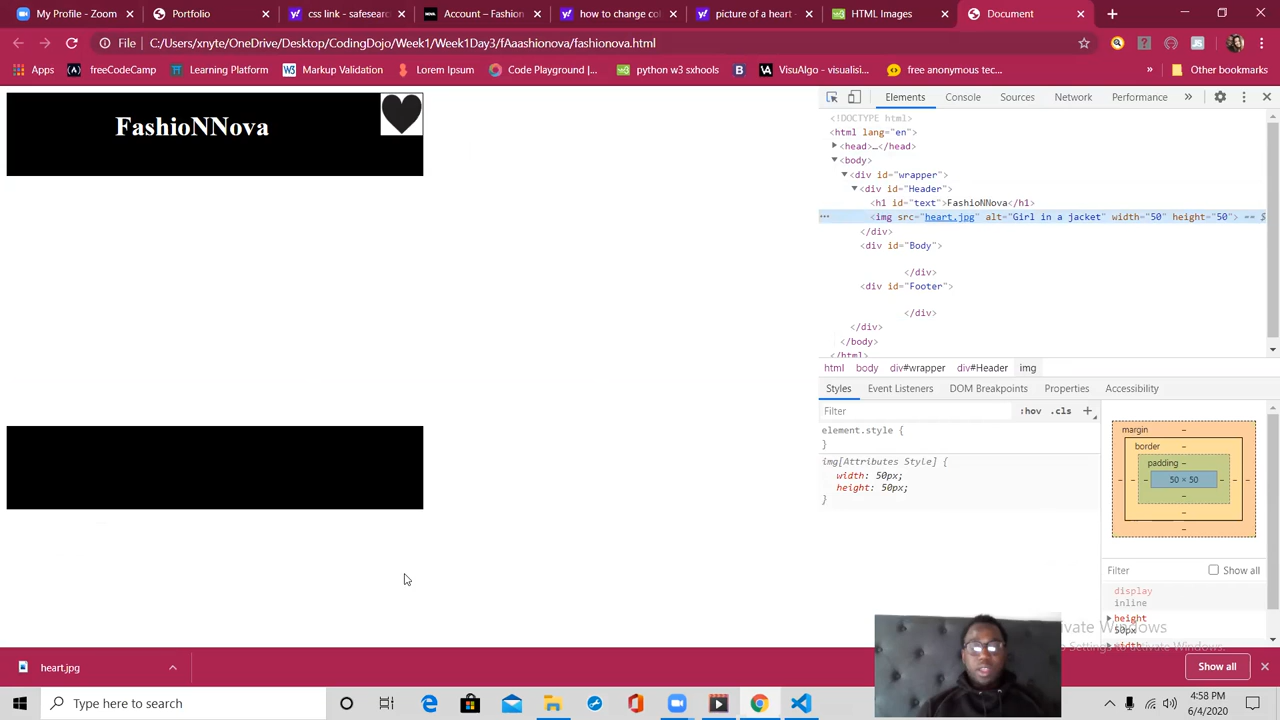 My Profile - Zoom
Portfolio
css link - safesearc
Account – Fashion
how to change co
picture of a heart -
HTML Images
Document
File
C:/Users/xnyte/OneDrive/Desktop/CodingDojo/Week1/Week1Day3/fAaashionova/fashionova.html
Apps
freeCodeCamp
Learning Platform
Markup Validation
Lorem Ipsum
Code Playground |...
python w3 sxhools
VisuAlgo - visualisi...
free anonymous tec...
»
Other bookmarks
FashioNNova
Elements
Console
Sources
Network
Performance
»
<!DOCTYPE html>
<html lang="en">
<head>…</head>
<body>
<div id="wrapper">
<div id="Header">
<h1 id="text">FashioNNova</h1>
<img src="heart.jpg" alt="Girl in a jacket" width="50" height="50"> == $
</div>
<div id="Body">
</div>
<div id="Footer">
</div>
</div>
</body>
</html>
html body div#wrapper div#Header img
Styles
Event Listeners
DOM Breakpoints
Properties
Accessibility
Filter
:hov .cls +
element.style {
}
img[Attributes Style] {
width: 50px;
height: 50px;
}
margin –
border –
padding –
50 × 50
Filter
Show all
display
inline
height
50px
width
heart.jpg
Show all
Type here to search
4:58 PM
6/4/2020